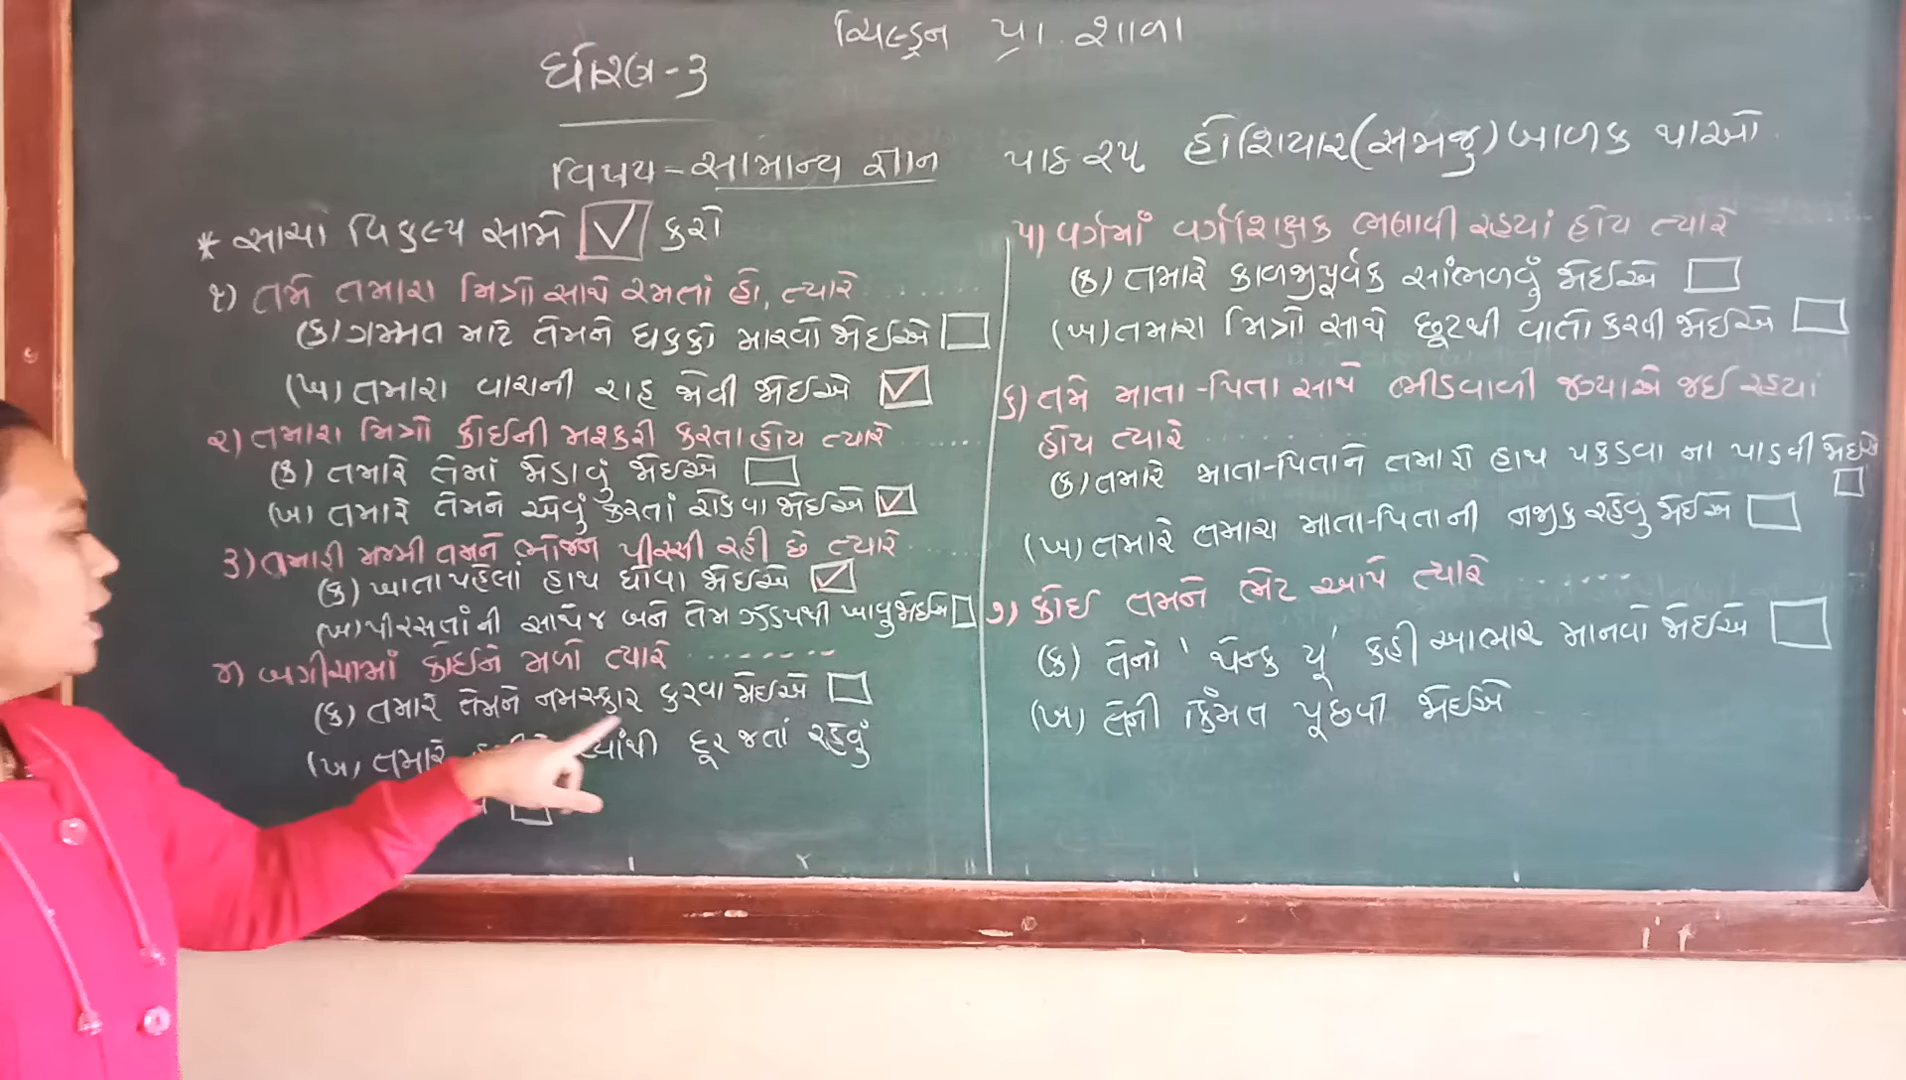 ચિલ્ડ્રન પ્રા. શાળા
ધોરણ-૩
વિષય-સામાન્ય જ્ઞાન
પાઠ ૨૫ હોંશિયાર(સમજુ) બાળક થાઓ
* સાચા વિકલ્પ સામે ✓ કરો
૧) તમે તમારા મિત્રો સાથે રમતાં હો, ત્યારે ........
(ક) ગમ્મત માટે તેમને ધક્કો મારવો જોઈએ
(ખ) તમારા વારાની રાહ જોવી જોઈએ ✓
૨) તમારા મિત્રો કોઈની મશ્કરી કરતા હોય ત્યારે ......
(ક) તમારે તેમાં જોડાવું જોઈએ
(ખ) તમારે તેમને એવું કરતાં રોકવા જોઈએ ✓
૩) તમારી મમ્મી તમને ભોજન પીરસી રહી છે ત્યારે ......
(ક) ખાતા પહેલાં હાથ ધોવા જોઈએ ✓
(ખ) પીરસતાંની સાથે જ બને તેમ ઝડપથી ખાવું જોઈએ
૪) બગીચામાં કોઈને મળો ત્યારે ........
(ક) તમારે તેમને નમસ્કાર કરવા જોઈએ
(ખ) તમારે ત્યાંથી દૂર જતાં રહેવું
૫) વર્ગમાં વર્ગશિક્ષક ભણાવી રહયાં હોય ત્યારે
(ક) તમારે કાળજીપૂર્વક સાંભળવું જોઈએ
(ખ) તમારા મિત્રો સાથે છૂટથી વાતો કરવી જોઈએ
૬) તમે માતા-પિતા સાથે ભીડવાળી જગ્યાએ જઈ રહયાં
હોય ત્યારે ........
(ક) તમારે માતા-પિતાને તમારો હાથ પકડવા ના પાડવી જોઈએ
(ખ) તમારે તમારા માતા-પિતાની નજીક રહેવું જોઈએ
૭) કોઈ તમને ભેટ આપે ત્યારે ......
(ક) તેનો 'થેન્ક યૂ' કહી આભાર માનવો જોઈએ
(ખ) તેની કિંમત પૂછવી જોઈએ